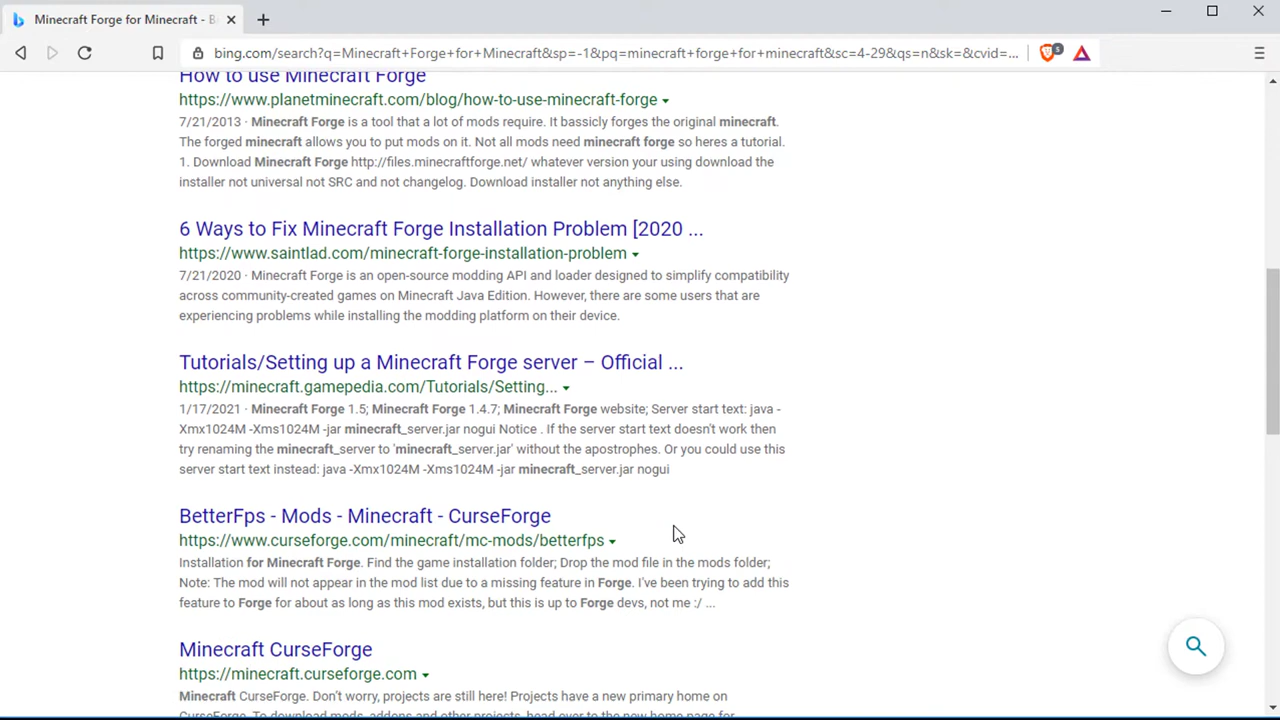 Minecraft Forge for Minecraft - B
bing.com/search?q=Minecraft+Forge+for+Minecraft&sp=-1&pq=minecraft+forge+for+minecraft&sc=4-29&qs=n&sk=&cvid=...
5
How to use Minecraft Forge
https://www.planetminecraft.com/blog/how-to-use-minecraft-forge
7/21/2013 · Minecraft Forge is a tool that a lot of mods require. It bassicly forges the original minecraft.
The forged minecraft allows you to put mods on it. Not all mods need minecraft forge so heres a tutorial.
1. Download Minecraft Forge http://files.minecraftforge.net/ whatever version your using download the
installer not universal not SRC and not changelog. Download installer not anything else.
6 Ways to Fix Minecraft Forge Installation Problem [2020 ...
https://www.saintlad.com/minecraft-forge-installation-problem
7/21/2020 · Minecraft Forge is an open-source modding API and loader designed to simplify compatibility
across community-created games on Minecraft Java Edition. However, there are some users that are
experiencing problems while installing the modding platform on their device.
Tutorials/Setting up a Minecraft Forge server – Official ...
https://minecraft.gamepedia.com/Tutorials/Setting...
1/17/2021 · Minecraft Forge 1.5; Minecraft Forge 1.4.7; Minecraft Forge website; Server start text: java -
Xmx1024M -Xms1024M -jar minecraft_server.jar nogui Notice . If the server start text doesn't work then
try renaming the minecraft_server to 'minecraft_server.jar' without the apostrophes. Or you could use this
server start text instead: java -Xmx1024M -Xms1024M -jar minecraft_server.jar nogui
BetterFps - Mods - Minecraft - CurseForge
https://www.curseforge.com/minecraft/mc-mods/betterfps
Installation for Minecraft Forge. Find the game installation folder; Drop the mod file in the mods folder;
Note: The mod will not appear in the mod list due to a missing feature in Forge. I've been trying to add this
feature to Forge for about as long as this mod exists, but this is up to Forge devs, not me :/ ...
Minecraft CurseForge
https://minecraft.curseforge.com
Minecraft CurseForge. Don't worry, projects are still here! Projects have a new primary home on
CurseForge. To download mods, addons and other projects, head over to the new home page for